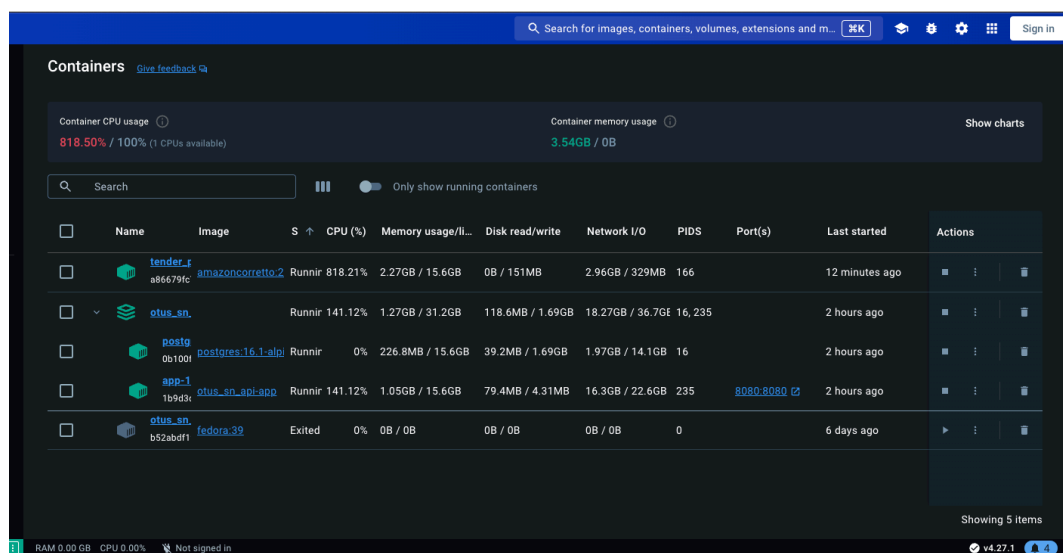 Search for images, containers, volumes, extensions and m... ⌘K Sign in
Containers Give feedback
Container CPU usage Container memory usage Show charts
818.50% / 100% (1 CPUs available) 3.54GB / 0B
Search Only show running containers
Name Image S ↑ CPU (%) Memory usage/li... Disk read/write Network I/O PIDS Port(s) Last started Actions
tender_p
a86679fc amazoncorretto:2 Runnin 818.21% 2.27GB / 15.6GB 0B / 151MB 2.96GB / 329MB 166 12 minutes ago
otus_sn_ Runnin 141.12% 1.27GB / 31.2GB 118.6MB / 1.69GB 18.27GB / 36.7GE 16, 235 2 hours ago
postg
0b100f postgres:16.1-alpi Runnin 0% 226.8MB / 15.6GB 39.2MB / 1.69GB 1.97GB / 14.1GB 16 2 hours ago
app-1
1b9d3c otus_sn_api-app Runnin 141.12% 1.05GB / 15.6GB 79.4MB / 4.31MB 16.3GB / 22.6GB 235 8080:8080 2 hours ago
otus_sn_
b52abdf1 fedora:39 Exited 0% 0B / 0B 0B / 0B 0B / 0B 0 6 days ago
Showing 5 items
RAM 0.00 GB CPU 0.00% Not signed in v4.27.1 4